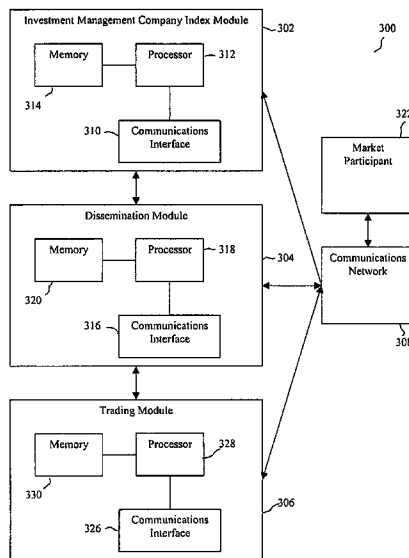 Investment Management Company Index Module
302
300
Memory
Processor
312
314
310
Communications
Interface
322
Market
Participant
Dissemination Module
Memory
Processor
318
304
Communications
Network
320
316
Communications
Interface
308
Trading Module
Memory
Processor
328
330
306
326
Communications
Interface